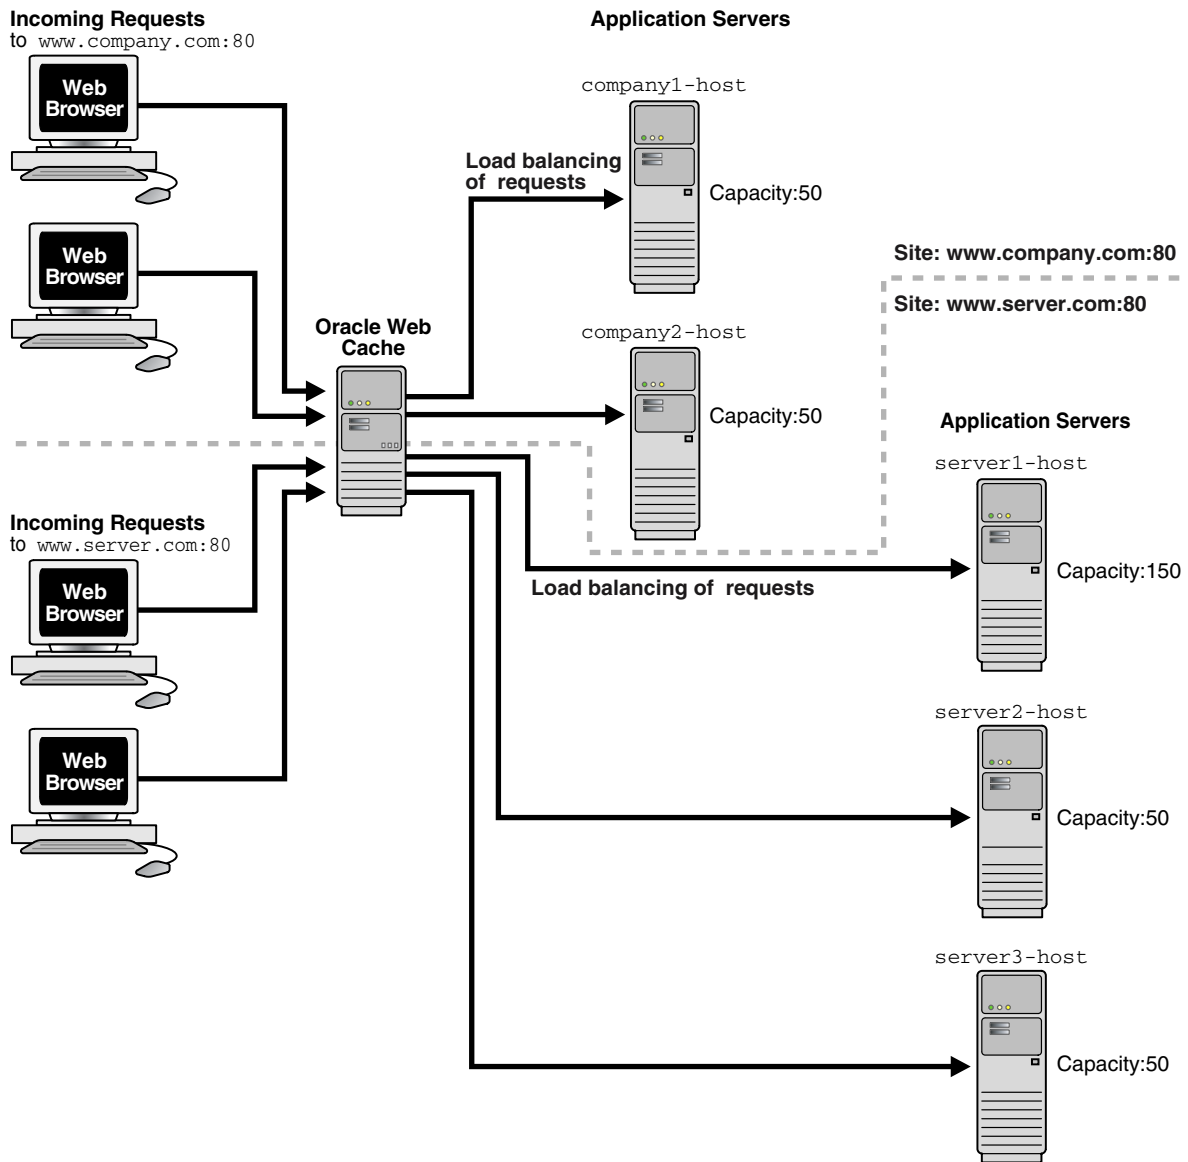 Incoming Requests
to www.company.com:80
Web
Browser
Web
Browser
Application Servers
company1-host
Load balancing
of requests
Capacity:50
Site: www.company.com:80
Site: www.server.com:80
Oracle Web
Cache
company2-host
Capacity:50
Incoming Requests
to www.server.com:80
Web
Browser
Web
Browser
Load balancing of requests
Application Servers
server1-host
Capacity:150
server2-host
Capacity:50
server3-host
Capacity:50